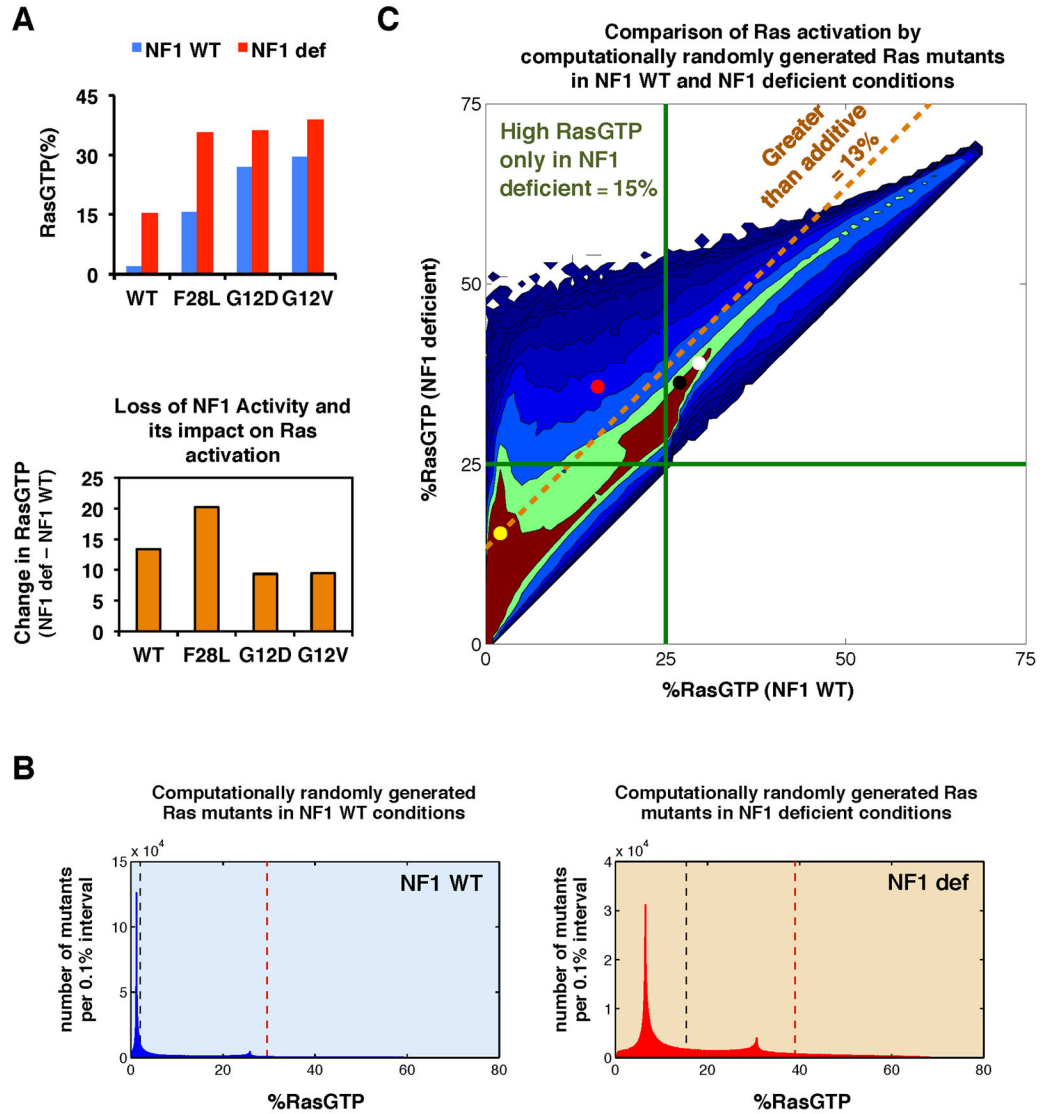 A
NF1 WT NF1 def
RasGTP(%)
45
30
15
0
WT F28L G12D G12V
Loss of NF1 Activity and
its impact on Ras
activation
Change in RasGTP
(NF1 def – NF1 WT)
25
20
15
10
5
0
WT F28L G12D G12V
C
Comparison of Ras activation by
computationally randomly generated Ras mutants
in NF1 WT and NF1 deficient conditions
High RasGTP
only in NF1
deficient = 15%
Greater
than additive
= 13%
%RasGTP (NF1 deficient)
75
50
25
0
0 25 50 75
%RasGTP (NF1 WT)
B
Computationally randomly generated
Ras mutants in NF1 WT conditions
x 10⁴
NF1 WT
number of mutants
per 0.1% interval
15
10
5
0
0 20 40 60 80
%RasGTP
Computationally randomly generated Ras
mutants in NF1 deficient conditions
x 10⁴
NF1 def
number of mutants
per 0.1% interval
4
3
2
1
0
0 20 40 60 80
%RasGTP